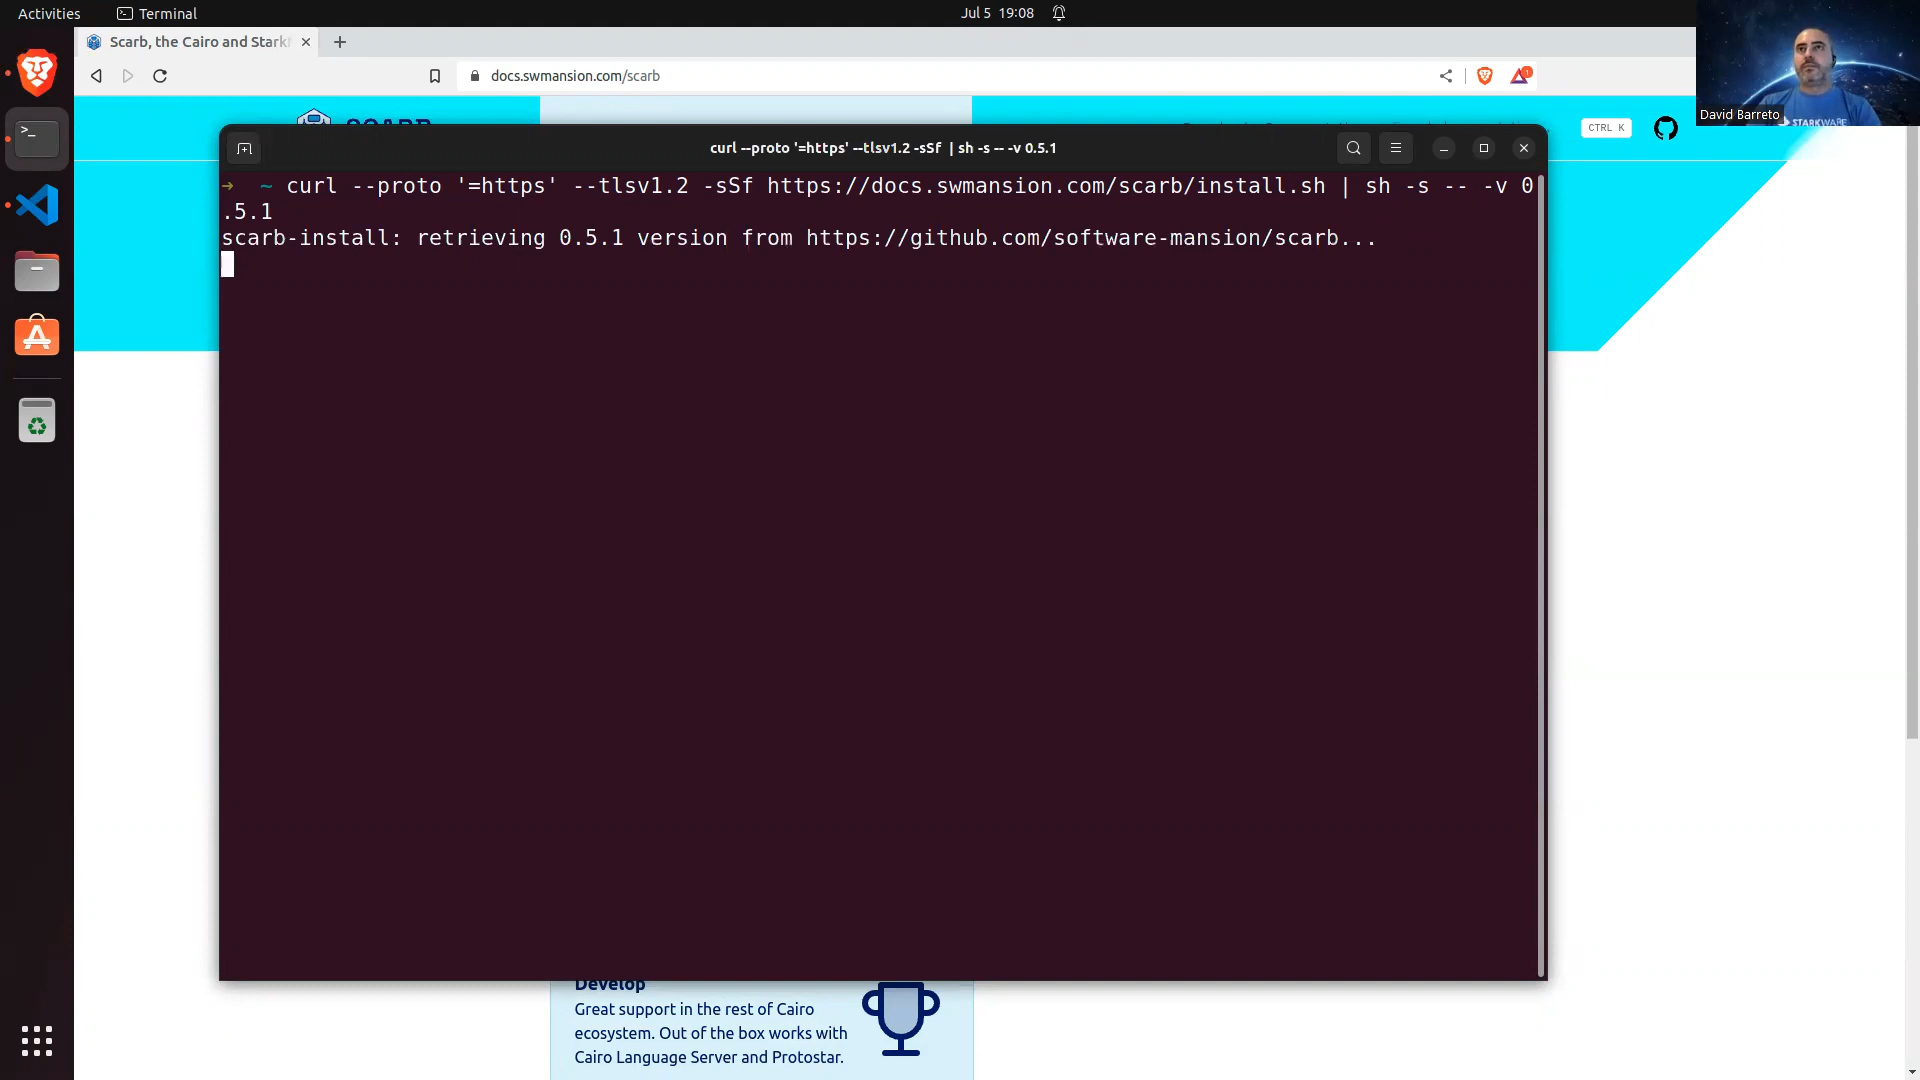 Activities
Terminal
Jul 5 19:08
Scarb, the Cairo and Stark
docs.swmansion.com/scarb
1
David Barreto
STARKWARE
SCARB
CTRL K
curl --proto '=https' --tlsv1.2 -sSf | sh -s -- -v 0.5.1
→ ~ curl --proto '=https' --tlsv1.2 -sSf https://docs.swmansion.com/scarb/install.sh | sh -s -- -v 0
.5.1
scarb-install: retrieving 0.5.1 version from https://github.com/software-mansion/scarb...
Develop
Great support in the rest of Cairo
ecosystem. Out of the box works with
Cairo Language Server and Protostar.